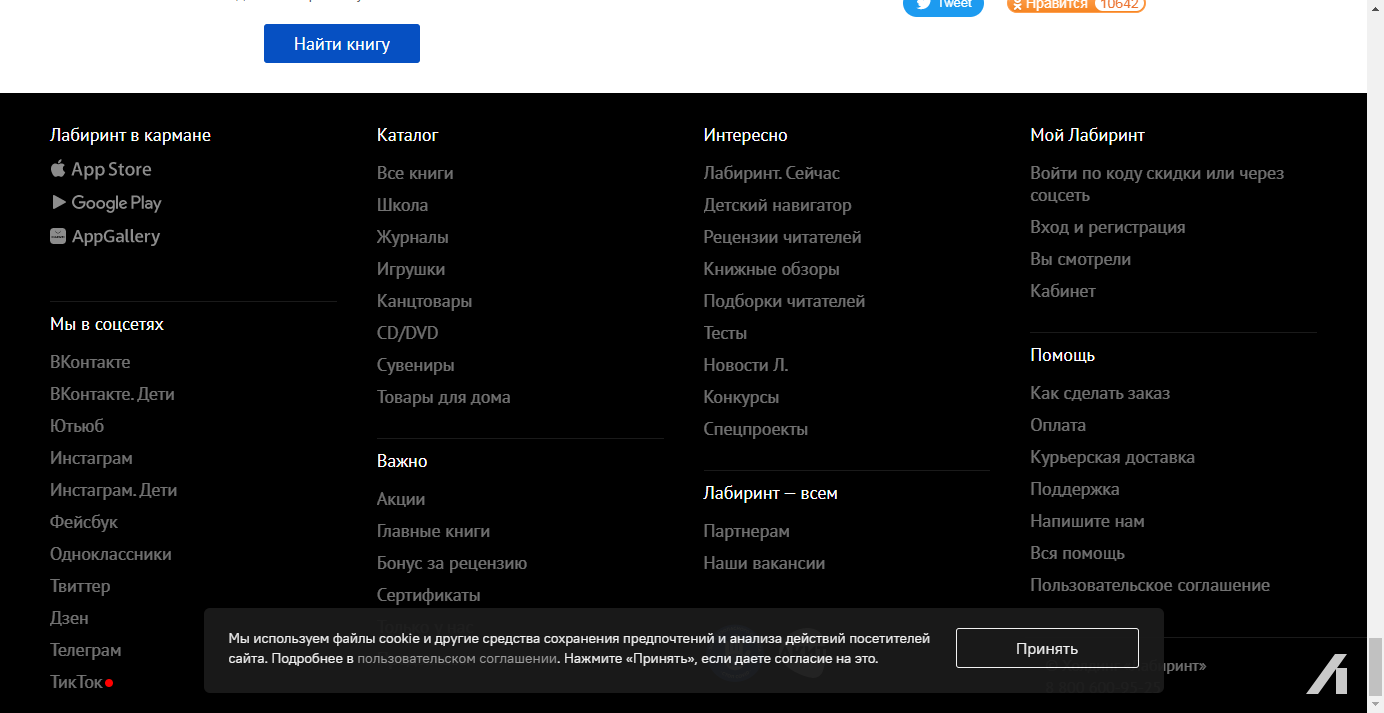 Tweet
Нравится 10642
Найти книгу
Лабиринт в кармане
App Store
Google Play
AppGallery
Мы в соцсетях
ВКонтакте
ВКонтакте. Дети
Ютьюб
Инстаграм
Инстаграм. Дети
Фейсбук
Одноклассники
Твиттер
Дзен
Телеграм
ТикТок
Каталог
Все книги
Школа
Журналы
Игрушки
Канцтовары
CD/DVD
Сувениры
Товары для дома
Важно
Акции
Главные книги
Бонус за рецензию
Сертификаты
Интересно
Лабиринт. Сейчас
Детский навигатор
Рецензии читателей
Книжные обзоры
Подборки читателей
Тесты
Новости Л.
Конкурсы
Спецпроекты
Лабиринт — всем
Партнерам
Наши вакансии
Мой Лабиринт
Войти по коду скидки или через
соцсеть
Вход и регистрация
Вы смотрели
Кабинет
Помощь
Как сделать заказ
Оплата
Курьерская доставка
Поддержка
Напишите нам
Вся помощь
Пользовательское соглашение
Мы используем файлы cookie и другие средства сохранения предпочтений и анализа действий посетителей
сайта. Подробнее в пользовательском соглашении. Нажмите «Принять», если даете согласие на это.
Принять